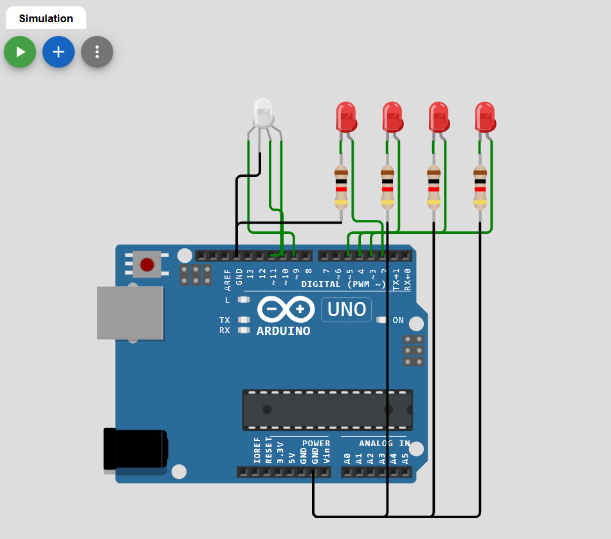 Simulation
AREF
GND
13
12
~11
~10
~9
8
7
~6
~5
4
~3
2
TX→1
RX←0
DIGITAL (PWM ~)
L
TX
RX
UNO
ON
ARDUINO
POWER
ANALOG IN
IOREF
RESET
3.3V
5V
GND
GND
Vin
A0
A1
A2
A3
A4
A5